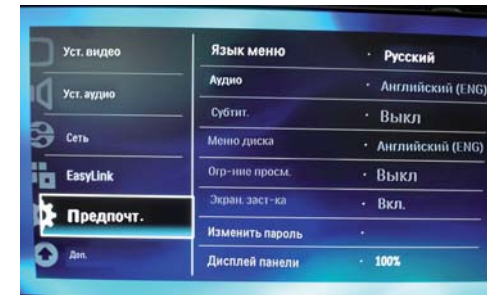 Уст. видео
Уст. аудио
Сеть
EasyLink
Предпочт.
Доп.
Язык меню · Русский
Аудио · Английский (ENG)
Субтит. · Выкл
Меню диска · Английский (ENG)
Огр-ние просм. · Выкл
Экран. заст-ка · Вкл.
Изменить пароль ·
Дисплей панели · 100%